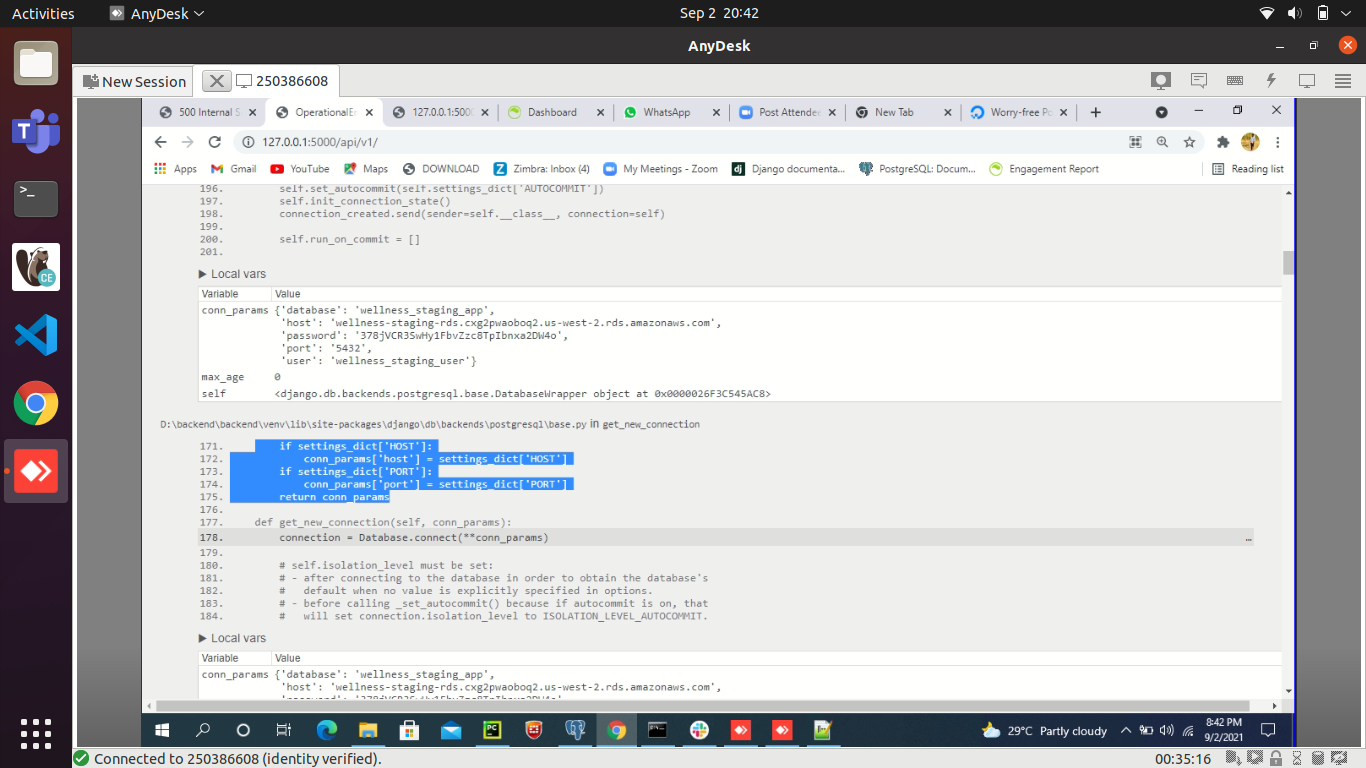 Activities
AnyDesk
Sep 2 20:42
AnyDesk
New Session
250386608
500 Internal S
OperationalEr
127.0.0.1:5000
Dashboard
WhatsApp
Post Attendee
New Tab
Worry-free Po
127.0.0.1:5000/api/v1/
Apps
Gmail
YouTube
Maps
DOWNLOAD
Zimbra: Inbox (4)
My Meetings - Zoom
Django documenta...
PostgreSQL: Docum...
Engagement Report
Reading list
196. self.set_autocommit(self.settings_dict['AUTOCOMMIT'])
197. self.init_connection_state()
198. connection_created.send(sender=self.__class__, connection=self)
199.
200. self.run_on_commit = []
201.
▶ Local vars
Variable Value
conn_params {'database': 'wellness_staging_app',
'host': 'wellness-staging-rds.cxg2pwaoboq2.us-west-2.rds.amazonaws.com',
'password': '378jVCR3SwHy1FbvZzc8TpIbnxa2DW4o',
'port': '5432',
'user': 'wellness_staging_user'}
max_age 0
self <django.db.backends.postgresql.base.DatabaseWrapper object at 0x0000026F3C545AC8>
D:\backend\backend\venv\lib\site-packages\django\db\backends\postgresql\base.py in get_new_connection
171. if settings_dict['HOST']:
172. conn_params['host'] = settings_dict['HOST']
173. if settings_dict['PORT']:
174. conn_params['port'] = settings_dict['PORT']
175. return conn_params
176.
177. def get_new_connection(self, conn_params):
178. connection = Database.connect(**conn_params) …
179.
180. # self.isolation_level must be set:
181. # - after connecting to the database in order to obtain the database's
182. # default when no value is explicitly specified in options.
183. # - before calling _set_autocommit() because if autocommit is on, that
184. # will set connection.isolation_level to ISOLATION_LEVEL_AUTOCOMMIT.
▶ Local vars
Variable Value
conn_params {'database': 'wellness_staging_app',
'host': 'wellness-staging-rds.cxg2pwaoboq2.us-west-2.rds.amazonaws.com',
29°C Partly cloudy
8:42 PM
9/2/2021
Connected to 250386608 (identity verified).
00:35:16